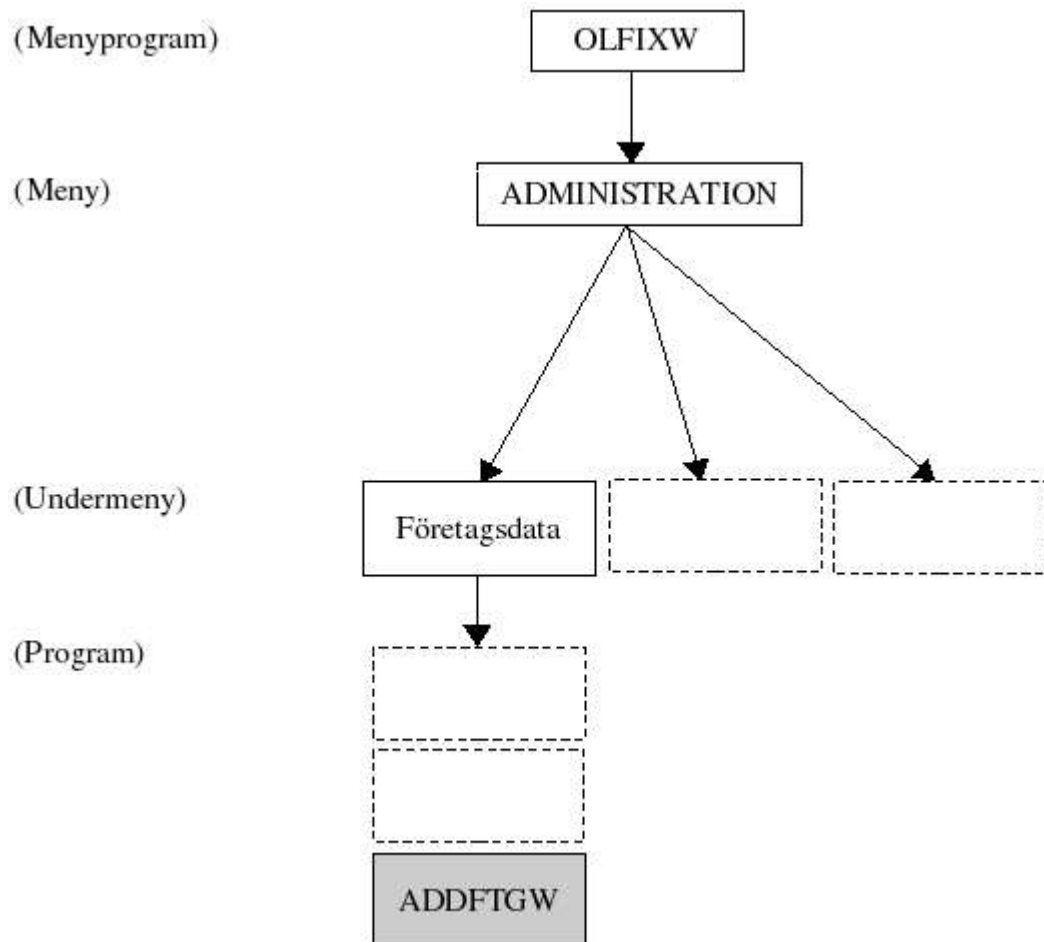 (Menyprogram)
OLFIXW
(Meny)
ADMINISTRATION
(Undermeny)
Företagsdata
(Program)
ADDFTGW